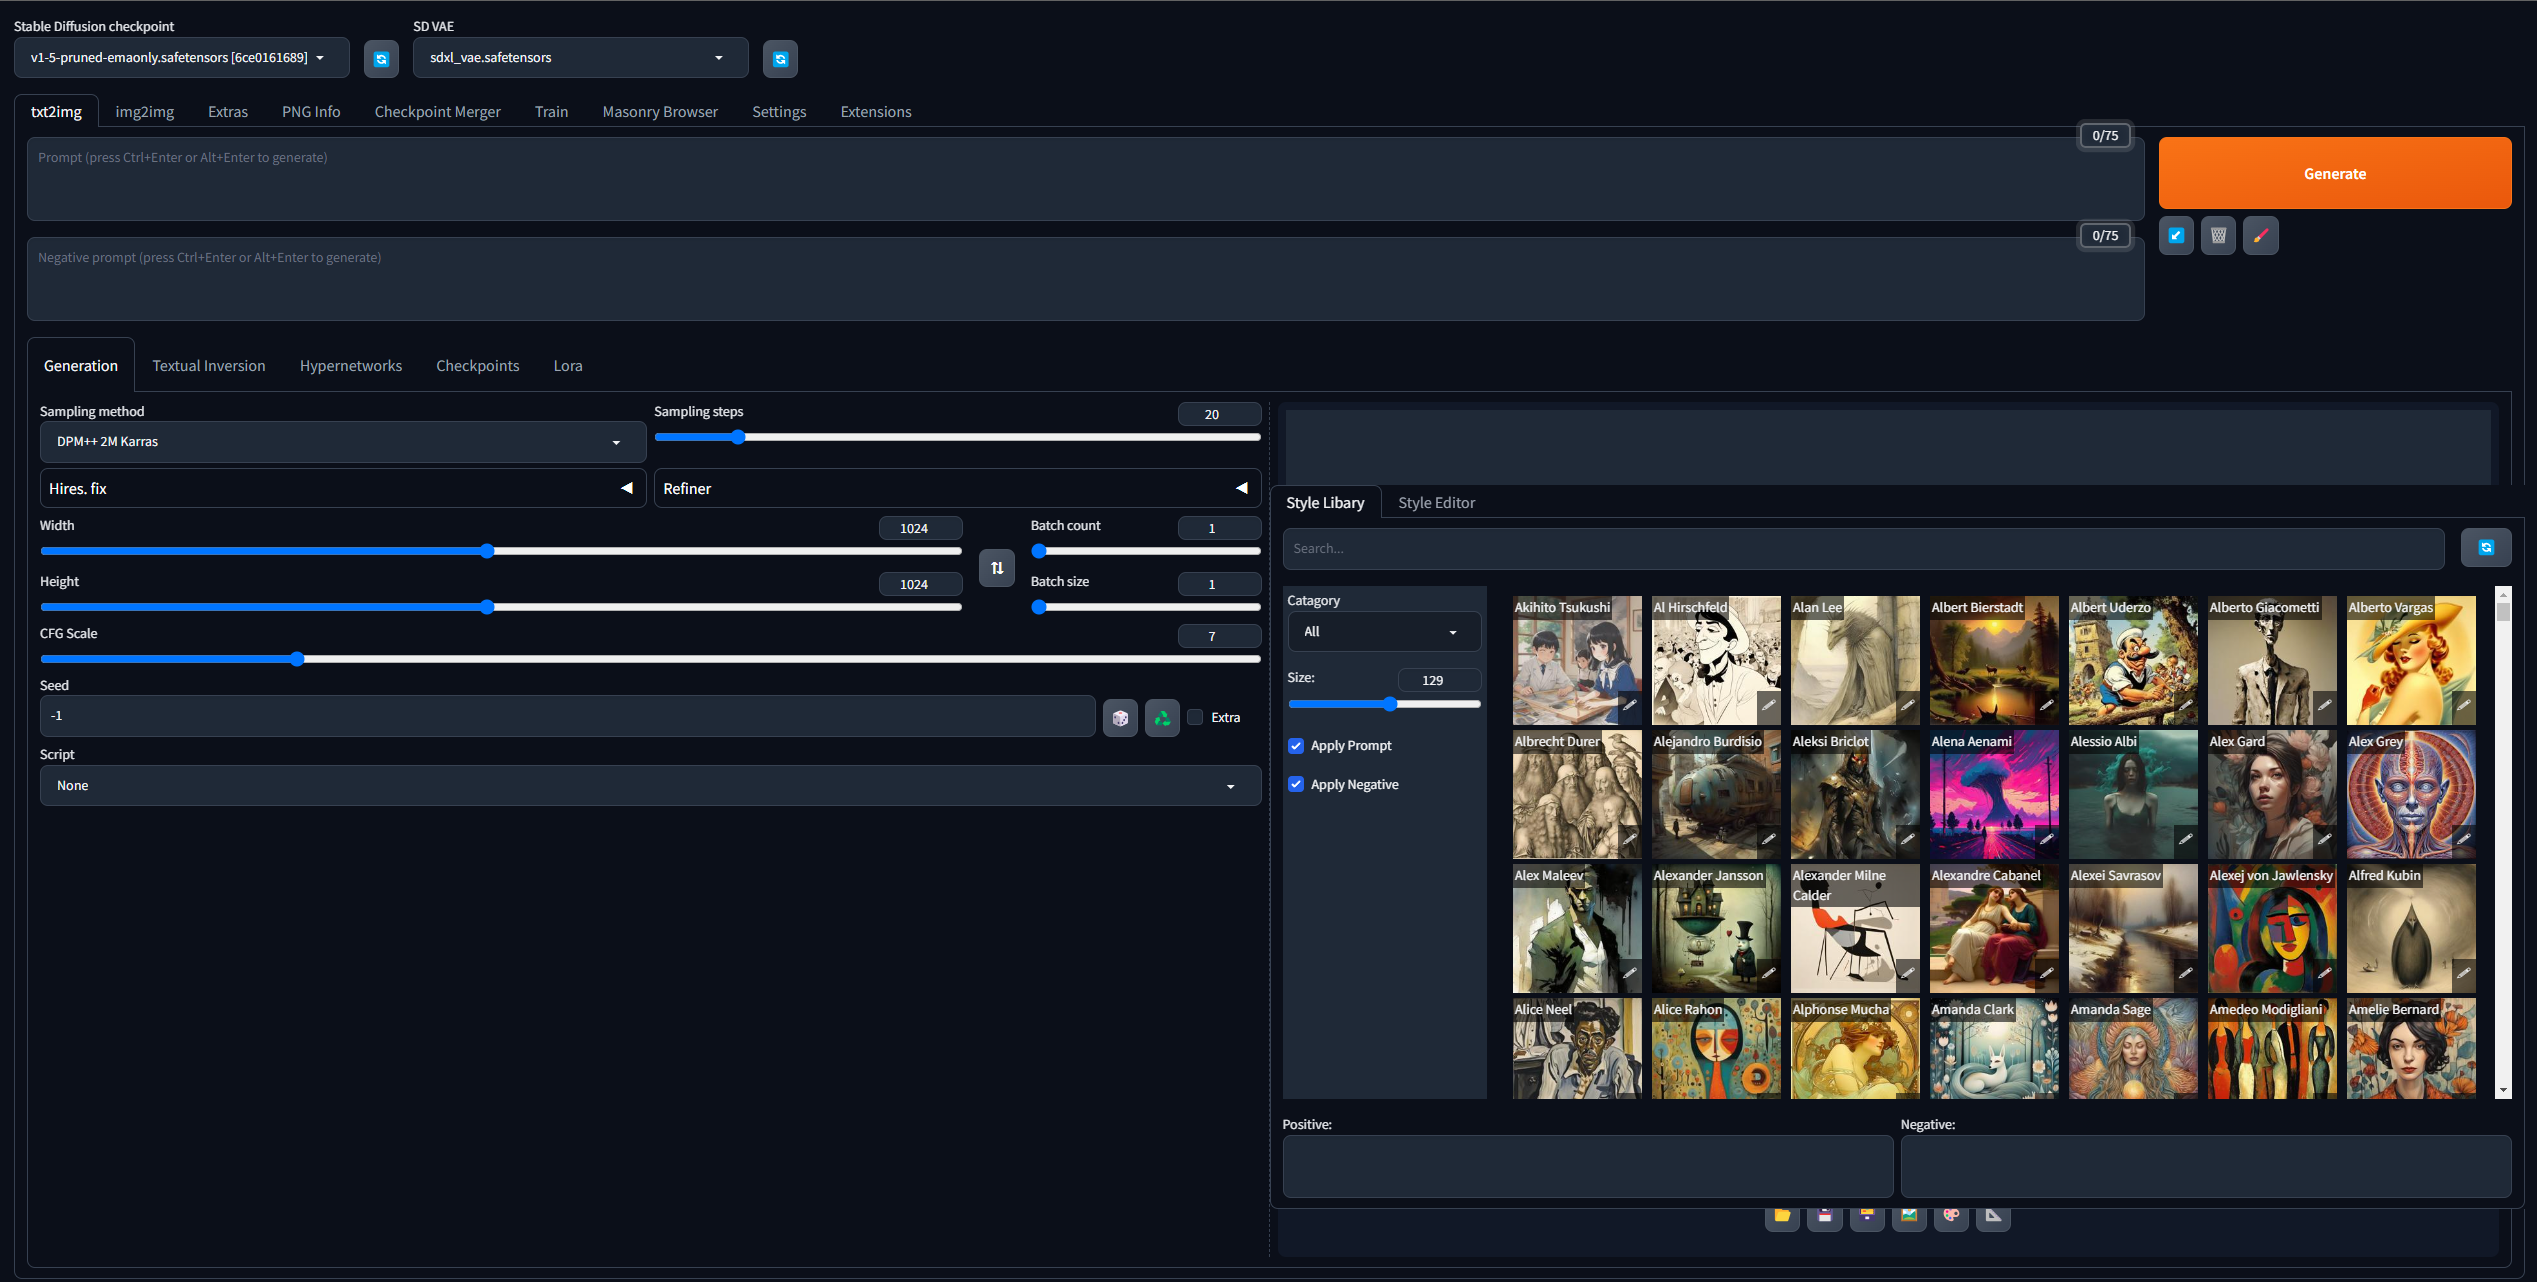 Stable Diffusion checkpoint
SD VAE
v1-5-pruned-emaonly.safetensors [6ce0161689]
sdxl_vae.safetensors
txt2img
img2img
Extras
PNG Info
Checkpoint Merger
Train
Masonry Browser
Settings
Extensions
0/75
Prompt (press Ctrl+Enter or Alt+Enter to generate)
Generate
0/75
Negative prompt (press Ctrl+Enter or Alt+Enter to generate)
Generation
Textual Inversion
Hypernetworks
Checkpoints
Lora
Sampling method
DPM++ 2M Karras
Sampling steps
20
Hires. fix
Refiner
Width
1024
Batch count
1
Height
1024
Batch size
1
CFG Scale
7
Seed
-1
Extra
Script
None
Style Libary
Style Editor
Search...
Catagory
All
Size:
129
Apply Prompt
Apply Negative
Akihito Tsukushi
Al Hirschfeld
Alan Lee
Albert Bierstadt
Albert Uderzo
Alberto Giacometti
Alberto Vargas
Albrecht Durer
Alejandro Burdisio
Aleksi Briclot
Alena Aenami
Alessio Albi
Alex Gard
Alex Grey
Alex Maleev
Alexander Jansson
Alexander Milne
Calder
Alexandre Cabanel
Alexei Savrasov
Alexej von Jawlensky
Alfred Kubin
Alice Neel
Alice Rahon
Alphonse Mucha
Amanda Clark
Amanda Sage
Amedeo Modigliani
Amelie Bernard
Positive:
Negative: